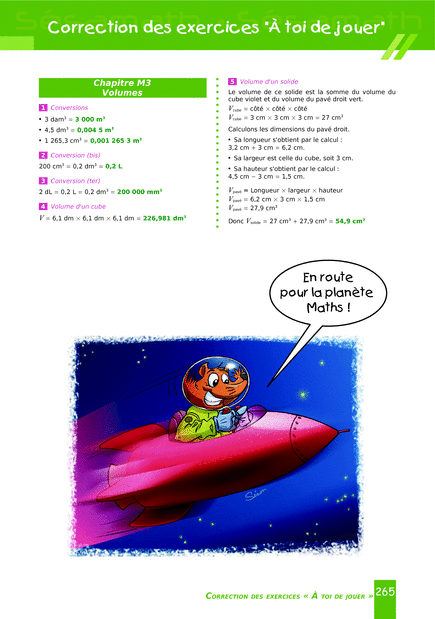 Correction des exercices "À toi de jouer"
Chapitre M3
Volumes
1 Conversions
• 3 dam³ = 3 000 m³
• 4,5 dm³ = 0,004 5 m³
• 1 265,3 cm³ = 0,001 265 3 m³
2 Conversion (bis)
200 cm³ = 0,2 dm³ = 0,2 L
3 Conversion (ter)
2 dL = 0,2 L = 0,2 dm³ = 200 000 mm³
4 Volume d'un cube
V = 6,1 dm × 6,1 dm × 6,1 dm = 226,981 dm³
5 Volume d'un solide
Le volume de ce solide est la somme du volume du
cube violet et du volume du pavé droit vert.
Vcube = côté × côté × côté
Vcube = 3 cm × 3 cm × 3 cm = 27 cm³
Calculons les dimensions du pavé droit.
• Sa longueur s'obtient par le calcul :
3,2 cm + 3 cm = 6,2 cm.
• Sa largeur est celle du cube, soit 3 cm.
• Sa hauteur s'obtient par le calcul :
4,5 cm − 3 cm = 1,5 cm.
Vpavé = Longueur × largeur × hauteur
Vpavé = 6,2 cm × 3 cm × 1,5 cm
Vpavé = 27,9 cm³
Donc Vsolide = 27 cm³ + 27,9 cm³ = 54,9 cm³
En route
pour la planète
Maths !
CORRECTION DES EXERCICES « À TOI DE JOUER » 265